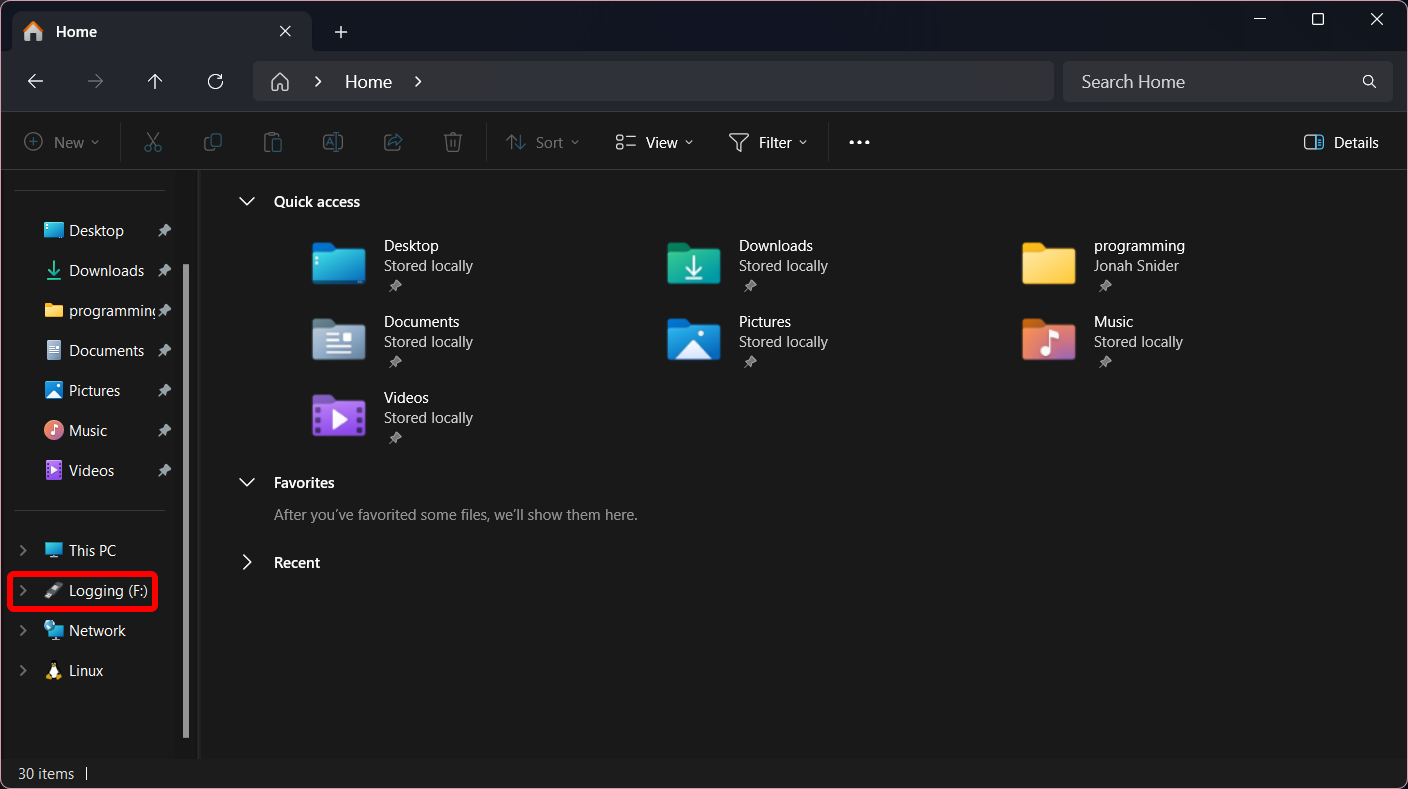 Home
Home
Search Home
New
Sort
View
Filter
Details
Desktop
Downloads
programming
Documents
Pictures
Music
Videos
This PC
Logging (F:)
Network
Linux
Quick access
Desktop
Stored locally
Downloads
Stored locally
programming
Jonah Snider
Documents
Stored locally
Pictures
Stored locally
Music
Stored locally
Videos
Stored locally
Favorites
After you've favorited some files, we'll show them here.
Recent
30 items